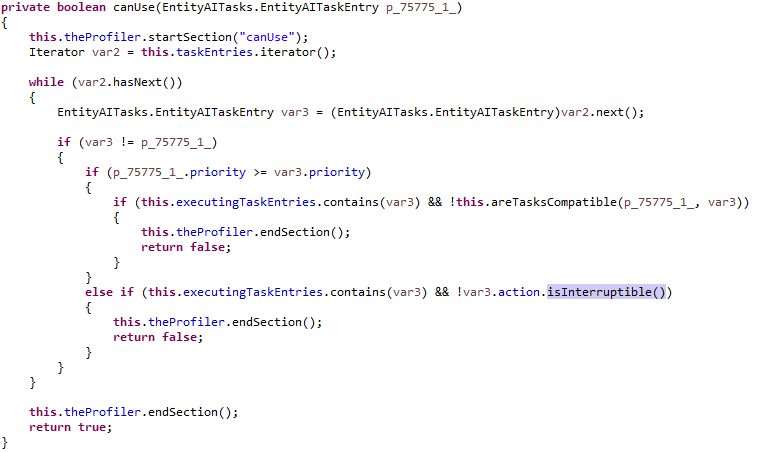 private boolean canUse(EntityAITasks.EntityAITaskEntry p_75775_1_)
{
    this.theProfiler.startSection("canUse");
    Iterator var2 = this.taskEntries.iterator();

    while (var2.hasNext())
    {
        EntityAITasks.EntityAITaskEntry var3 = (EntityAITasks.EntityAITaskEntry)var2.next();

        if (var3 != p_75775_1_)
        {
            if (p_75775_1_.priority >= var3.priority)
            {
                if (this.executingTaskEntries.contains(var3) && !this.areTasksCompatible(p_75775_1_, var3))
                {
                    this.theProfiler.endSection();
                    return false;
                }
            }
            else if (this.executingTaskEntries.contains(var3) && !var3.action.isInterruptible())
            {
                this.theProfiler.endSection();
                return false;
            }
        }
    }

    this.theProfiler.endSection();
    return true;
}